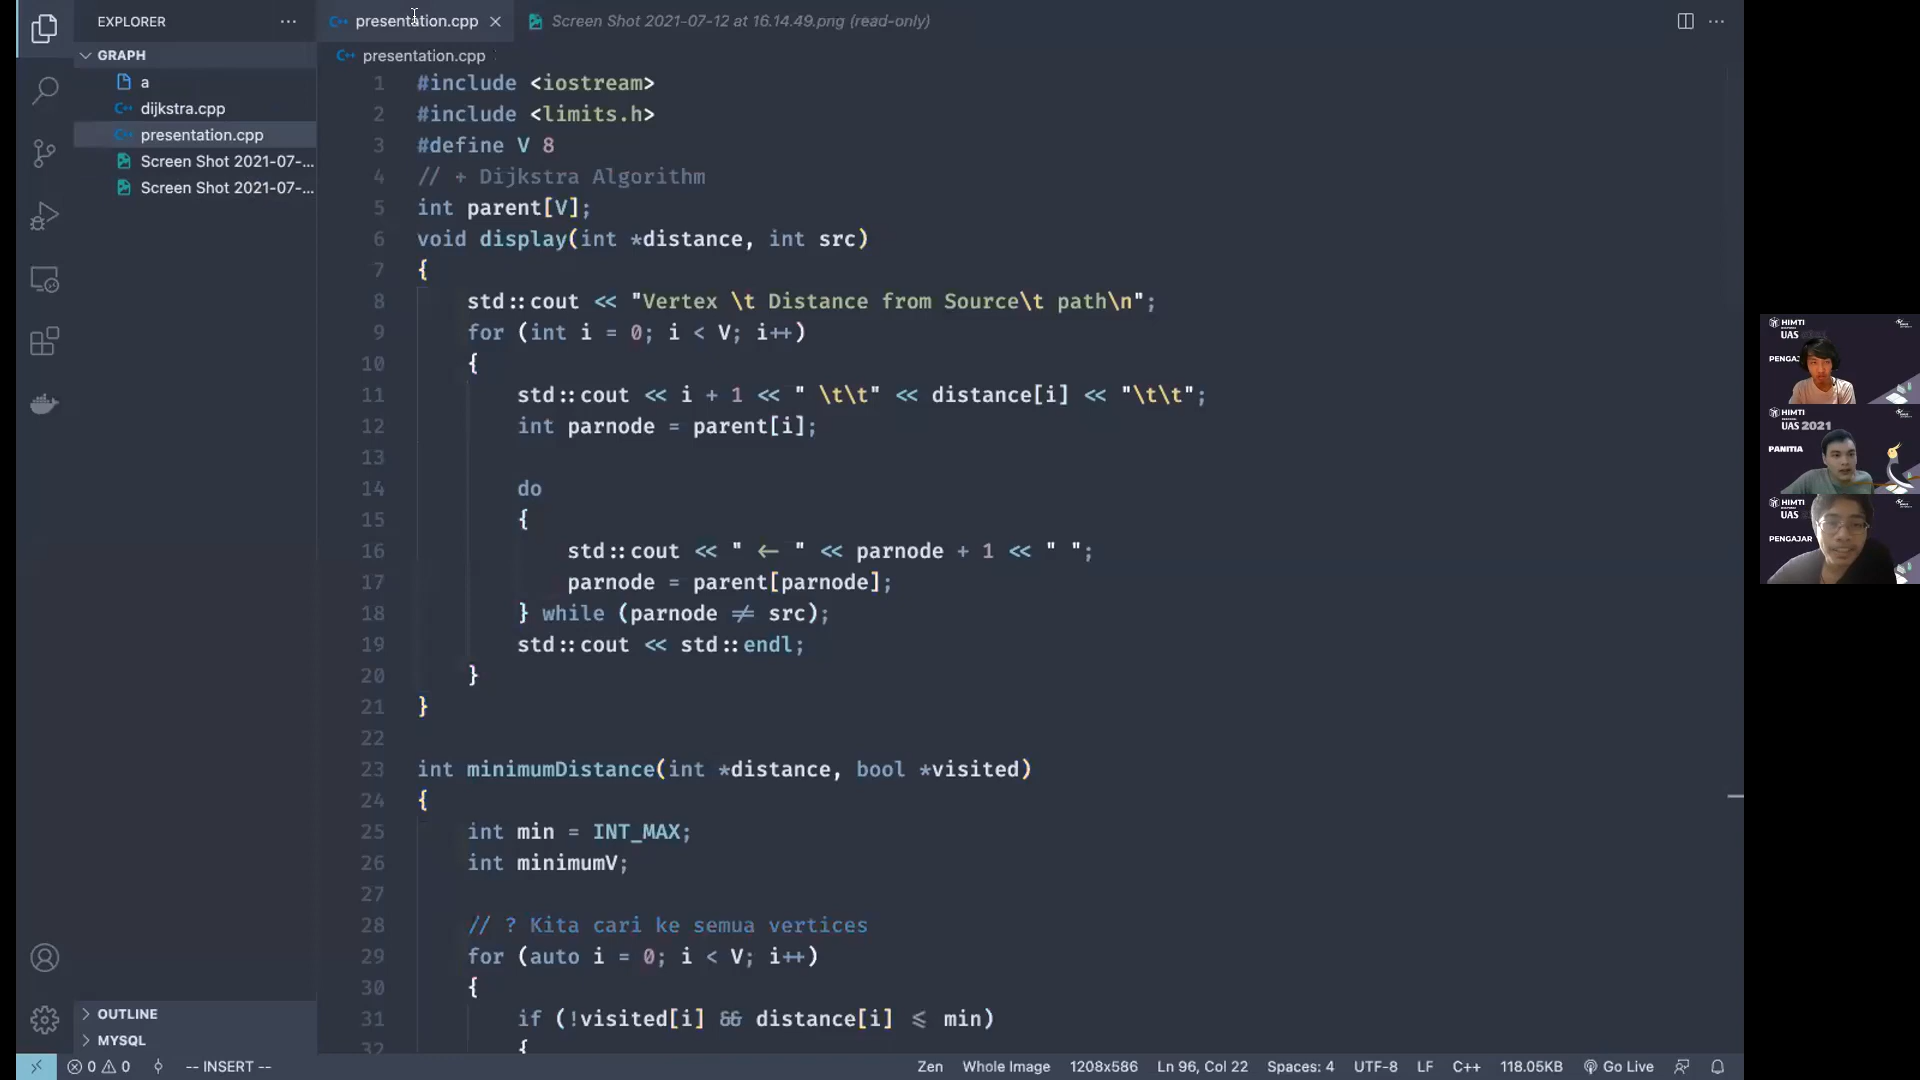 EXPLORER
GRAPH
a
dijkstra.cpp
presentation.cpp
Screen Shot 2021-07-...
Screen Shot 2021-07-...
OUTLINE
MYSQL
presentation.cpp
Screen Shot 2021-07-12 at 16.14.49.png (read-only)
presentation.cpp
1 #include <iostream>
2 #include <limits.h>
3 #define V 8
4 // + Dijkstra Algorithm
5 int parent[V];
6 void display(int *distance, int src)
7 {
8 std::cout << "Vertex \t Distance from Source\t path\n";
9 for (int i = 0; i < V; i++)
10 {
11 std::cout << i + 1 << " \t\t" << distance[i] << "\t\t";
12 int parnode = parent[i];
13
14 do
15 {
16 std::cout << " <- " << parnode + 1 << " ";
17 parnode = parent[parnode];
18 } while (parnode != src);
19 std::cout << std::endl;
20 }
21 }
22
23 int minimumDistance(int *distance, bool *visited)
24 {
25 int min = INT_MAX;
26 int minimumV;
27
28 // ? Kita cari ke semua vertices
29 for (auto i = 0; i < V; i++)
30 {
31 if (!visited[i] && distance[i] <= min)
32 {
HIMTI
UAS
PENGAJ
HIMTI
UAS 2021
PANITIA
HIMTI
UAS
PENGAJAR
0 0
-- INSERT --
Zen
Whole Image
1208x586
Ln 96, Col 22
Spaces: 4
UTF-8
LF
C++
118.05KB
Go Live